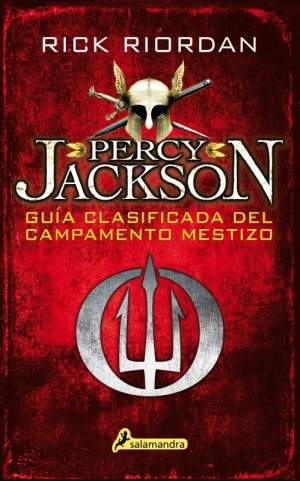 RICK RIORDAN
PERCY
JACKSON
GUÍA CLASIFICADA DEL
CAMPAMENTO MESTIZO
salamandra